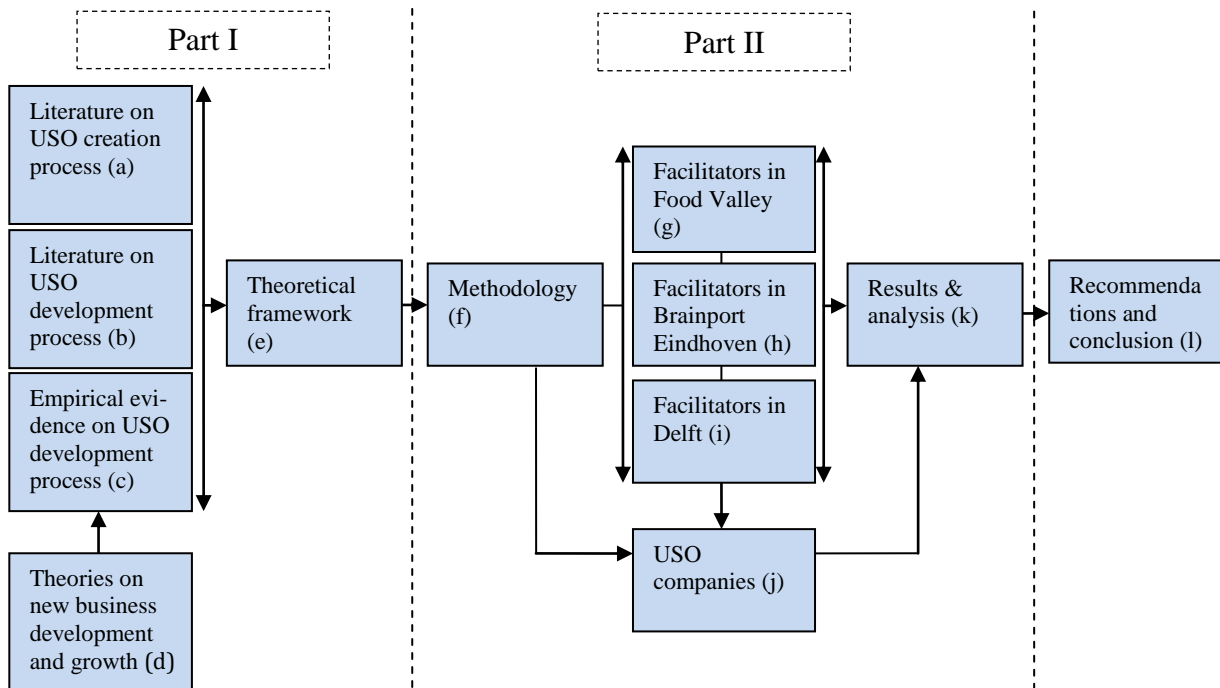 Part I
Part II
Literature on
USO creation
process (a)
Literature on
USO
development
process (b)
Empirical evi-
dence on USO
development
process (c)
Theories on
new business
development
and growth (d)
Theoretical
framework
(e)
Methodology
(f)
Facilitators in
Food Valley
(g)
Facilitators in
Brainport
Eindhoven (h)
Facilitators in
Delft (i)
USO
companies (j)
Results &
analysis (k)
Recommenda
tions and
conclusion (l)